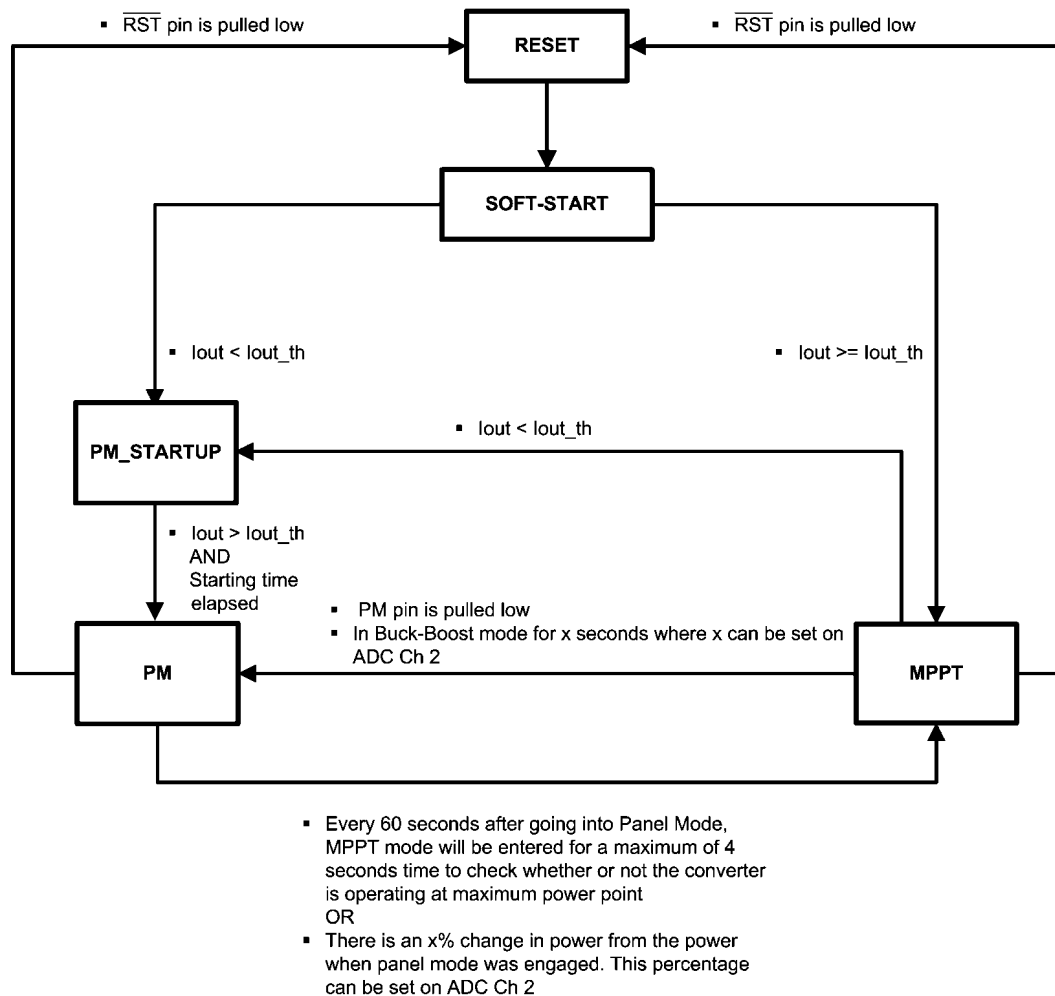 ▪ RST pin is pulled low
▪ RST pin is pulled low
RESET
SOFT-START
▪ Iout < Iout_th
▪ Iout >= Iout_th
▪ Iout < Iout_th
PM_STARTUP
▪ Iout > Iout_th
AND
Starting time
elapsed
▪ PM pin is pulled low
▪ In Buck-Boost mode for x seconds where x can be set on
ADC Ch 2
PM
MPPT
▪ Every 60 seconds after going into Panel Mode,
MPPT mode will be entered for a maximum of 4
seconds time to check whether or not the converter
is operating at maximum power point
OR
▪ There is an x% change in power from the power
when panel mode was engaged. This percentage
can be set on ADC Ch 2